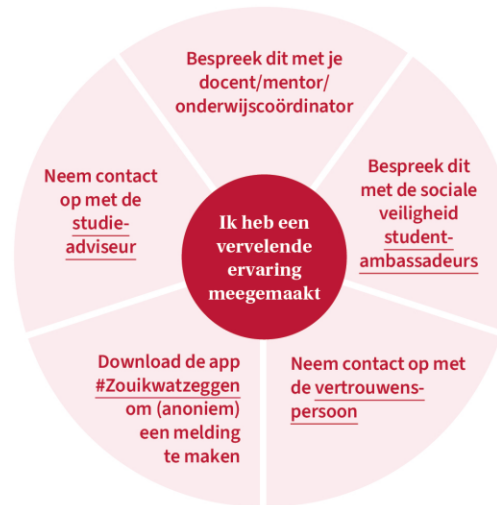 Bespreek dit met je
docent/mentor/
onderwijscoördinator
Bespreek dit
met de sociale
veiligheid
student-
ambassadeurs
Neem contact op met
de vertrouwens-
persoon
Download de app
#Zouikwatzeggen
om (anoniem)
een melding
te maken
Neem contact
op met de
studie-
adviseur
Ik heb een
vervelende
ervaring
meegemaakt